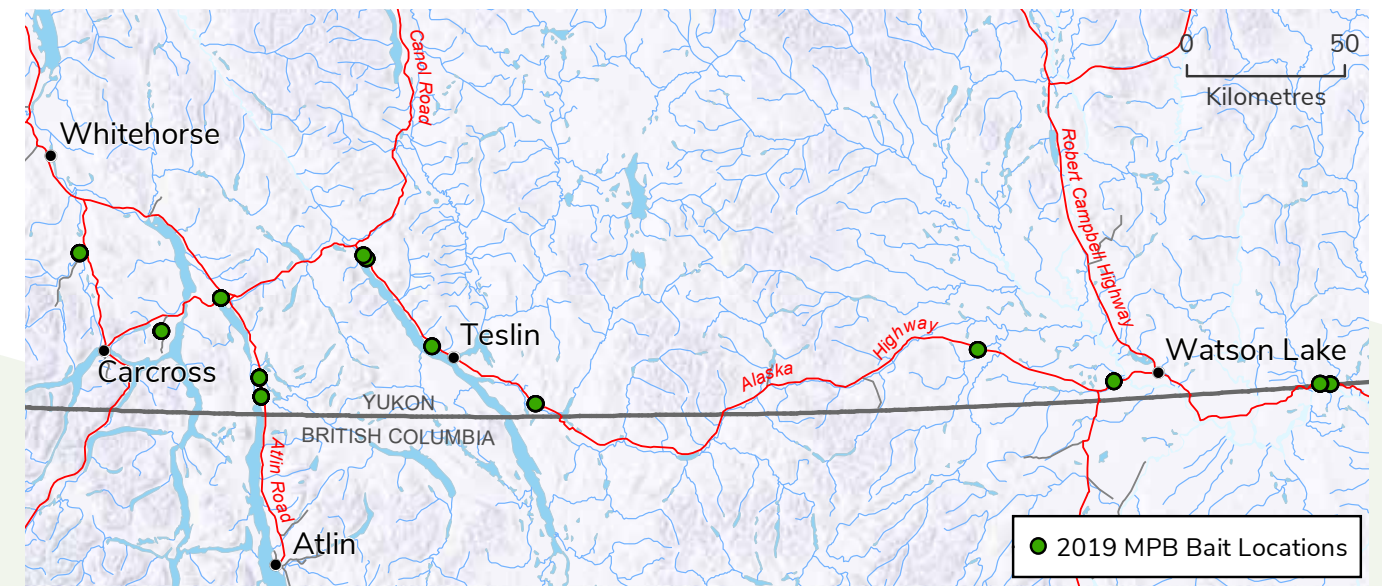 Canol Road
0 50
Kilometres
Whitehorse
Robert Campbell Highway
Teslin
Alaska
Highway
Watson Lake
Carcross
YUKON
BRITISH COLUMBIA
Atlin Road
Atlin
2019 MPB Bait Locations